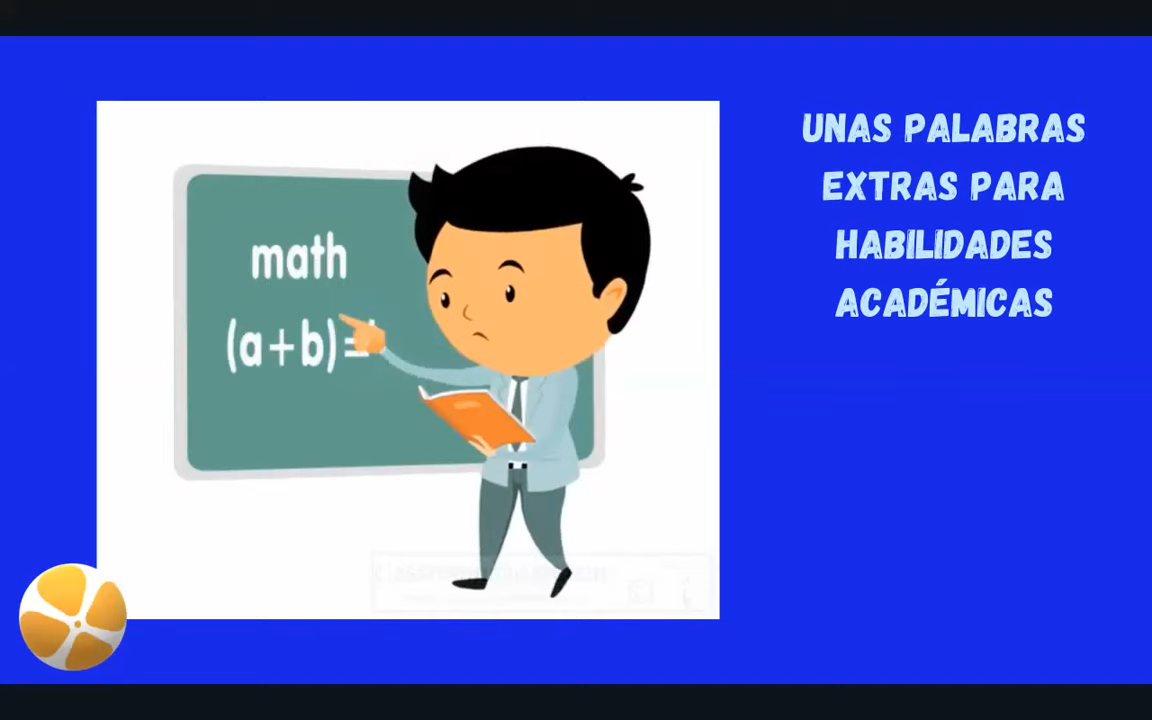 math
(a+b)=
UNAS PALABRAS
EXTRAS PARA
HABILIDADES
ACADÉMICAS